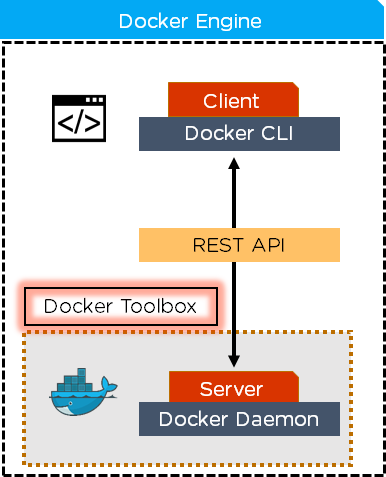 Docker Engine
Client
</>
Docker CLI
REST API
Docker Toolbox
Server
Docker Daemon